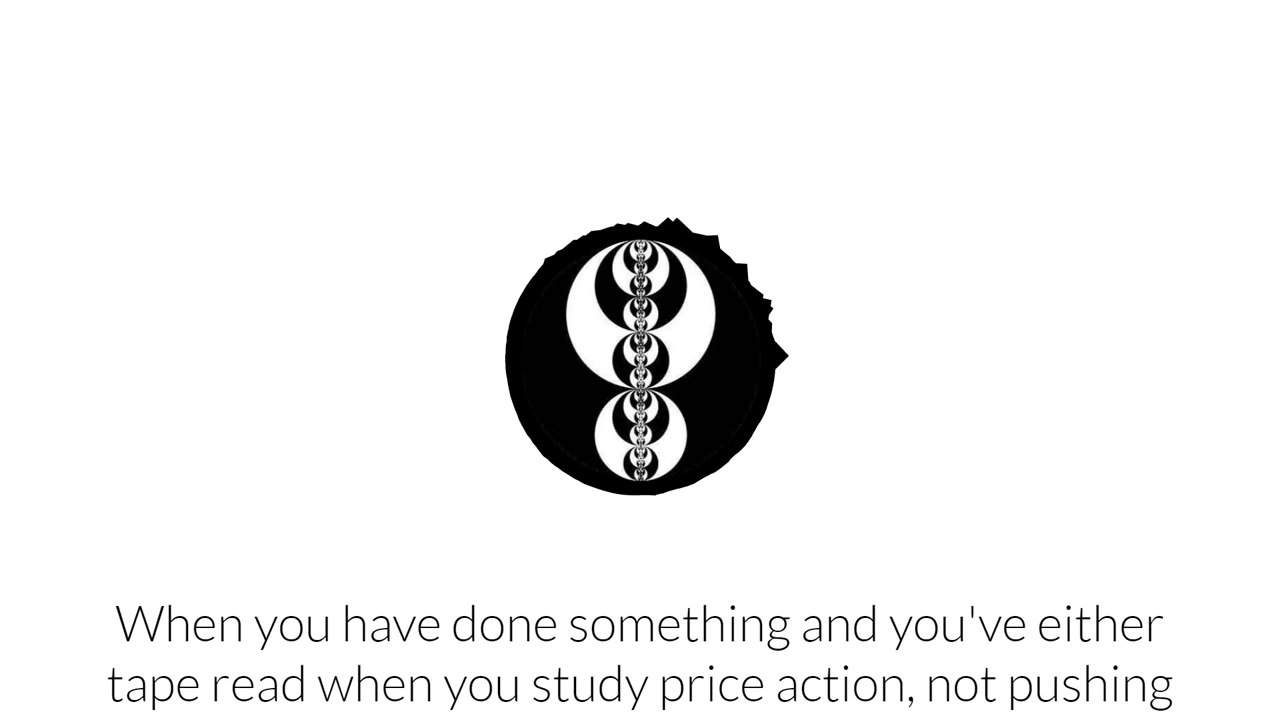 When you have done something and you've either
tape read when you study price action, not pushing